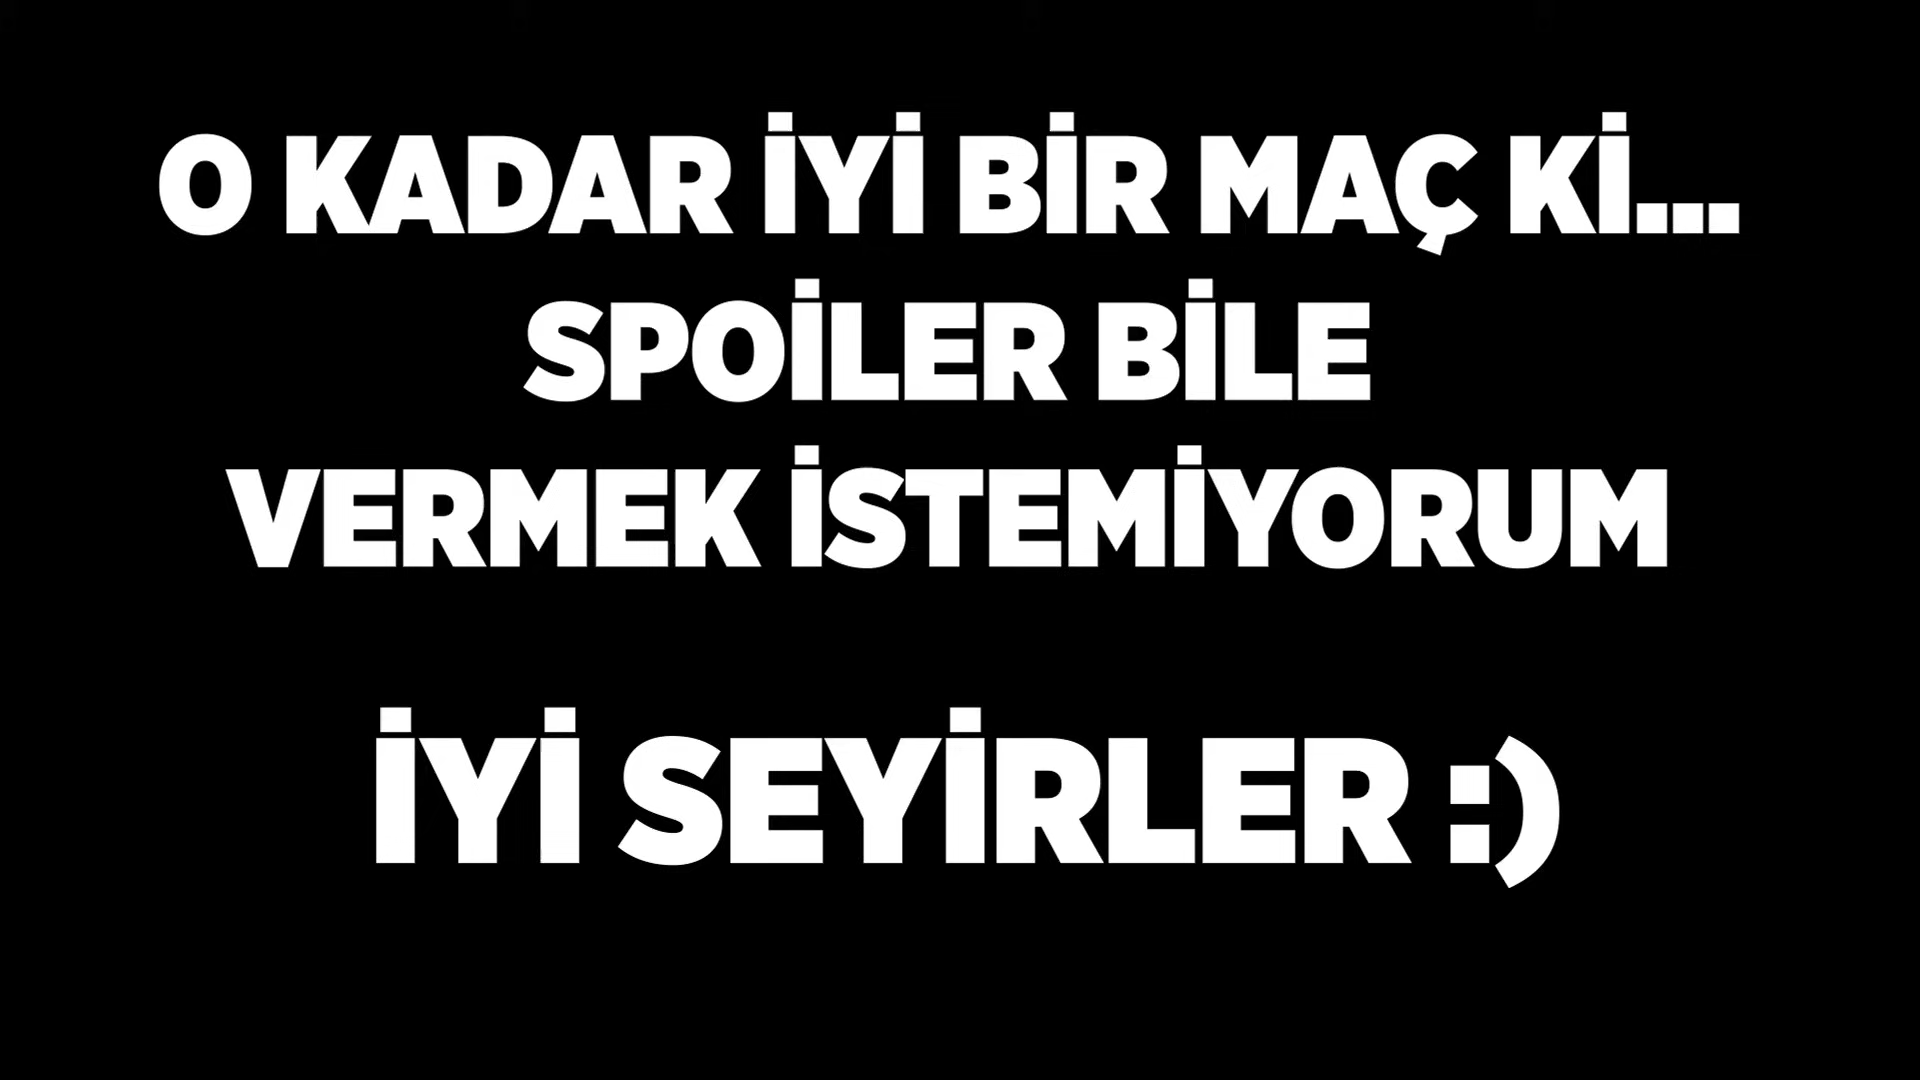 O KADAR İYİ BİR MAÇ Kİ...
SPOİLER BİLE
VERMEK İSTEMİYORUM
İYİ SEYİRLER :)